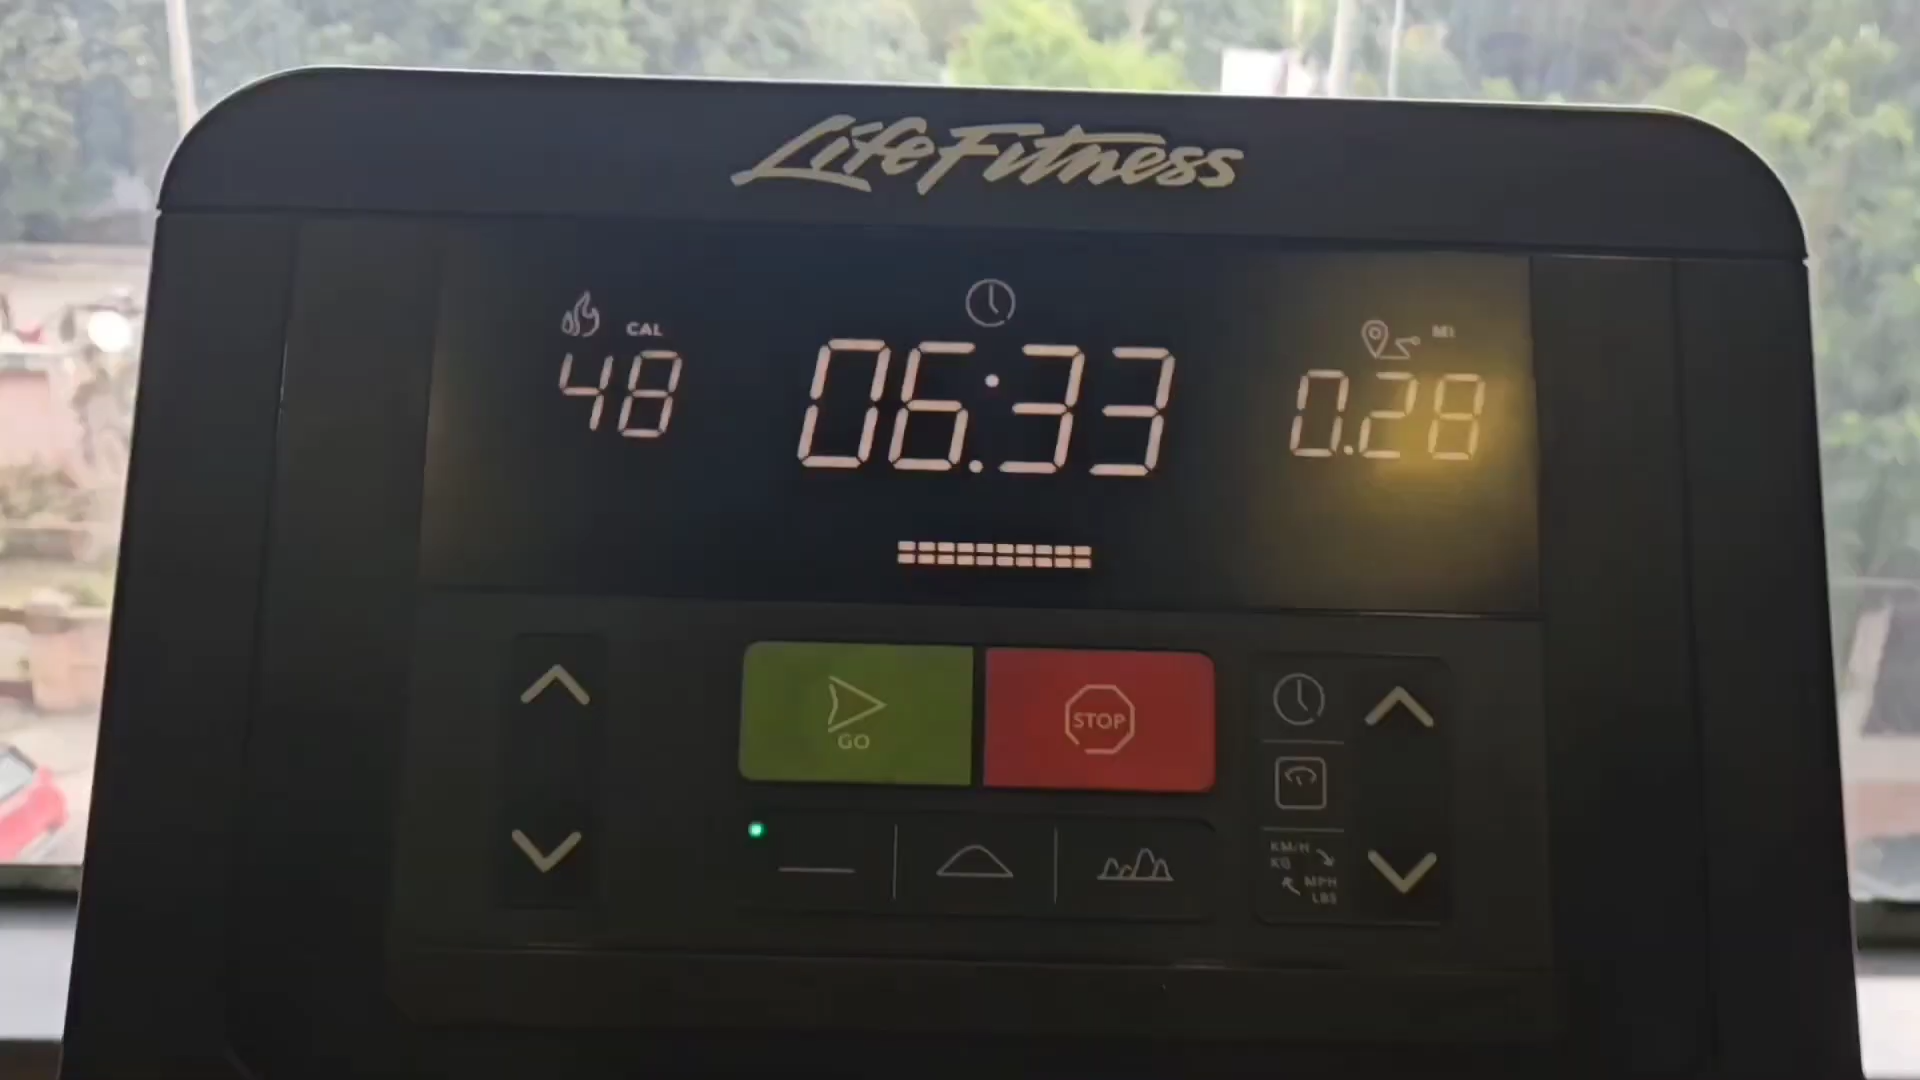 LifeFitness
CAL
48
06:33
MI
0.28
GO
STOP
KM/H
KG
MPH
LBS